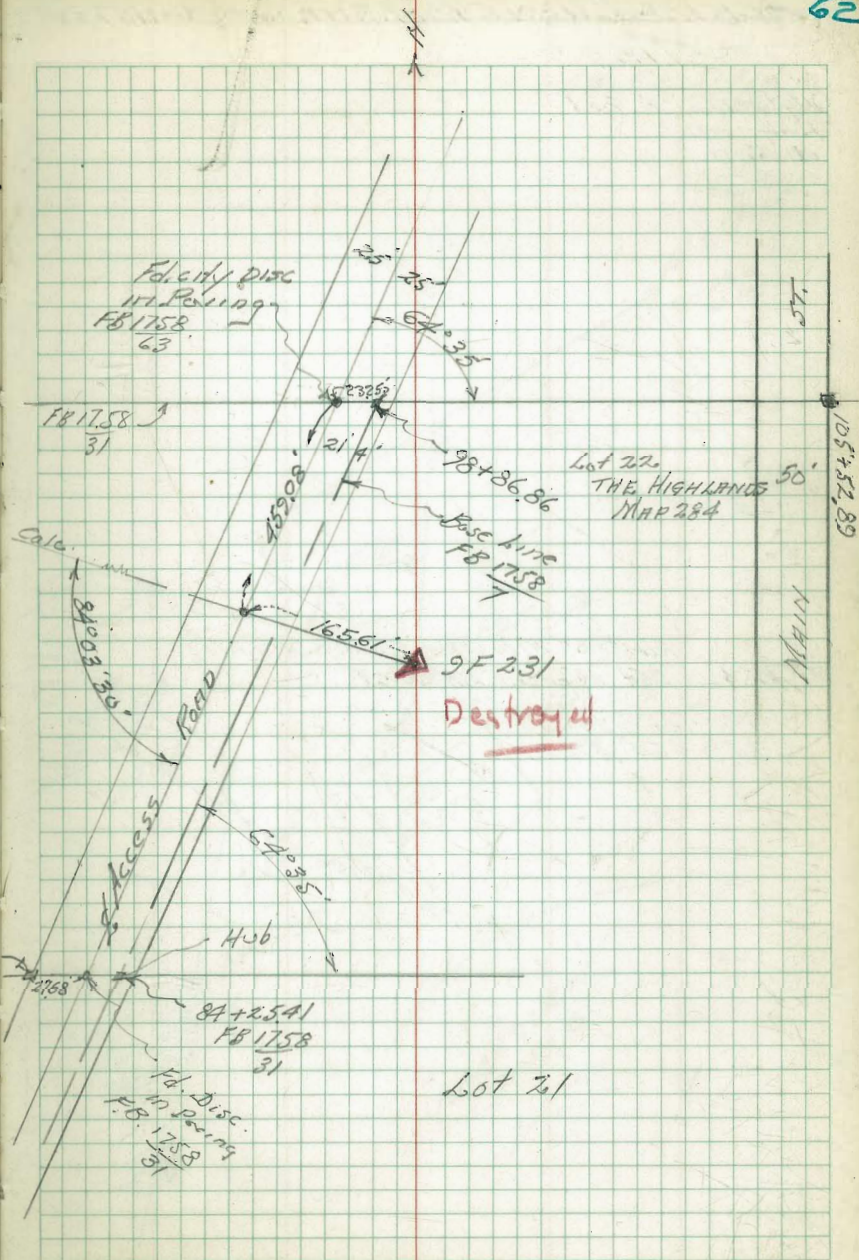 62
N
25'
25'
64°35'
Fd. city Disc
in Paving
FB 1758
63
FB 1758
31
23.25
21'
4'
98+86.86
Base Line
FB 1758
7
Lot 22
THE HIGHLANDS
MAP 284
50'
ST.
MAIN
105+52.89
159.08'
Calc.
84°03'30"
165.61'
9F 231
Destroyed
ROAD
ACCESS
64°35'
Hub
27.68
84+25.41
FB 1758
31
Fd. Disc.
in Paving
F.B. 1758
31
Lot 21